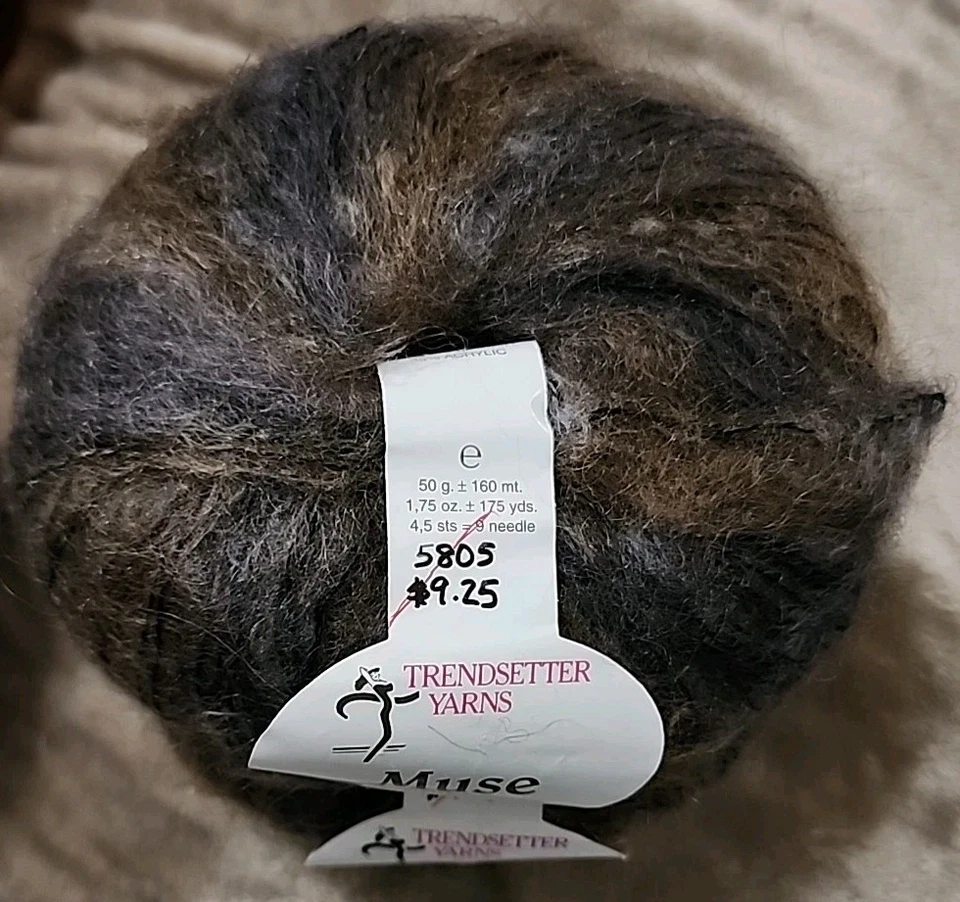 ACRYLIC
e
50 g. ± 160 mt.
1,75 oz. ± 175 yds.
4,5 sts = 9 needle
5805
$9.25
TRENDSETTER
YARNS
Muse
TRENDSETTER
YARNS